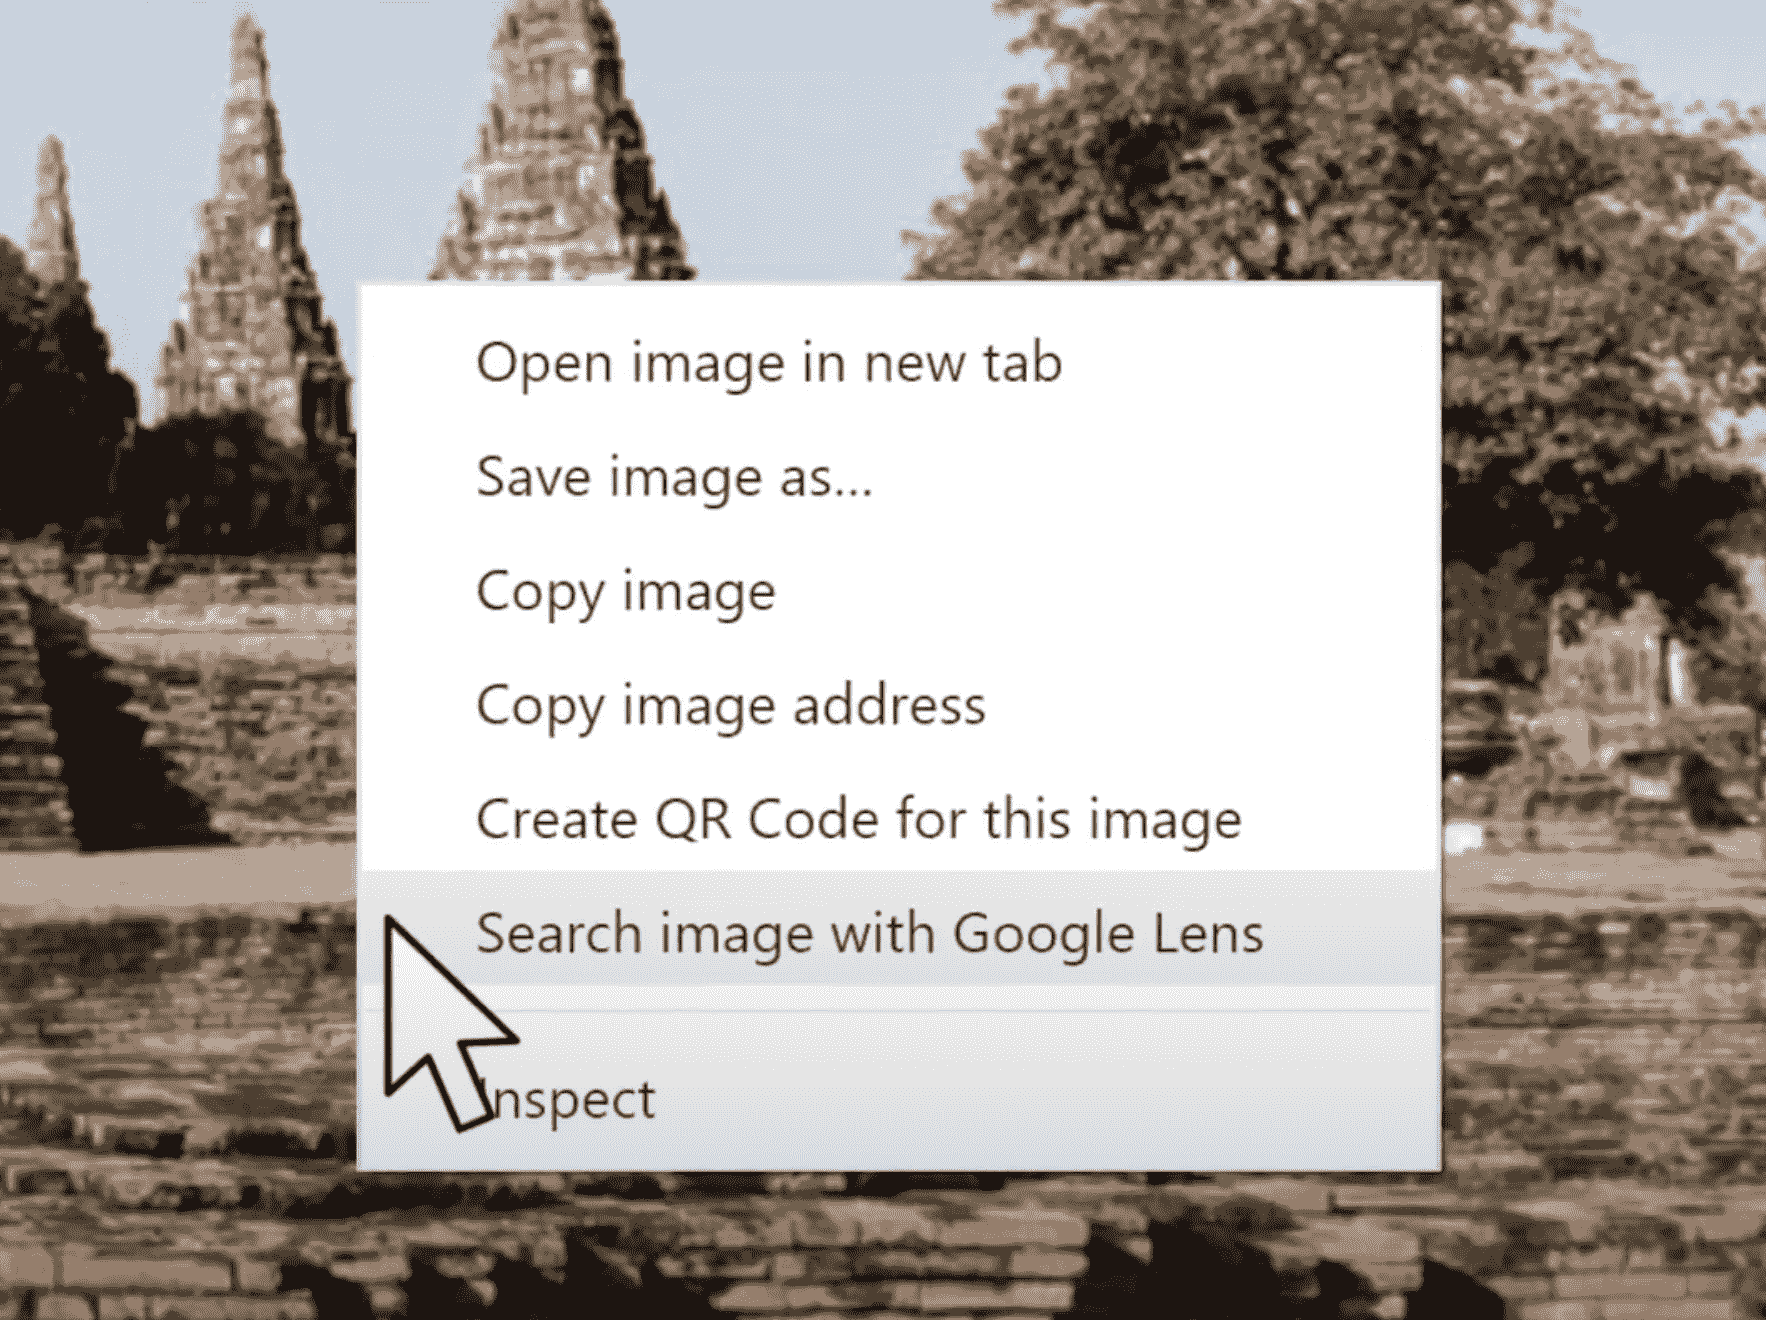 Open image in new tab
Save image as...
Copy image
Copy image address
Create QR Code for this image
Search image with Google Lens
Inspect